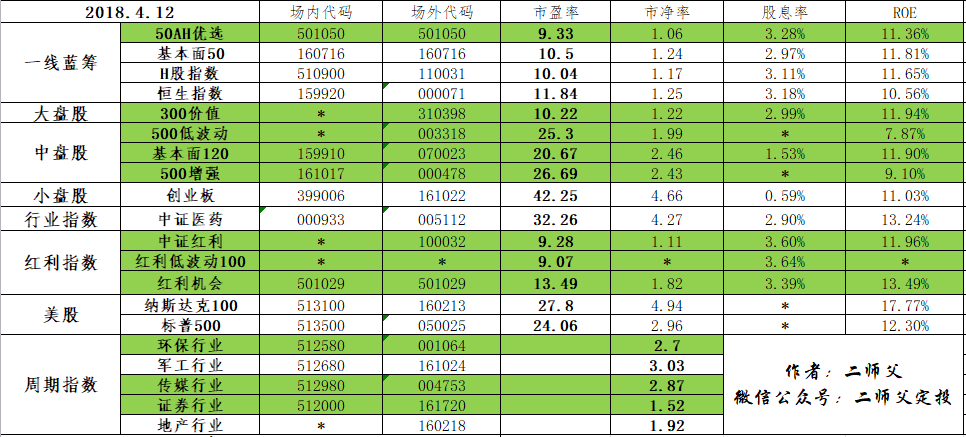 2018.4.12 场内代码 场外代码 市盈率 市净率 股息率 ROE
一线蓝筹
50AH优选 501050 501050 9.33 1.06 3.28% 11.36%
基本面50 160716 160716 10.5 1.24 2.97% 11.81%
H股指数 510900 110031 10.04 1.17 3.11% 11.65%
恒生指数 159920 000071 11.84 1.25 3.18% 10.56%
大盘股 300价值 * 310398 10.22 1.22 2.99% 11.94%
中盘股
500低波动 003318 25.3 1.99 * 7.87%
基本面120 159910 070023 20.67 2.46 1.53% 11.90%
500增强 161017 000478 26.69 2.43 * 9.10%
小盘股 创业板 399006 161022 42.25 4.66 0.59% 11.03%
行业指数 中证医药 000933 005112 32.26 4.27 2.90% 13.24%
红利指数
中证红利 * 100032 9.28 1.11 3.60% 11.96%
红利低波动100 * * 9.07 * 3.64% *
红利机会 501029 501029 13.49 1.82 3.39% 13.49%
美股
纳斯达克100 513100 160213 27.8 4.94 * 17.77%
标普500 513500 050025 24.06 2.96 * 12.30%
周期指数
环保行业 512580 001064 2.7
军工行业 512680 161024 3.03
传媒行业 512980 004753 2.87
证券行业 512000 161720 1.52
地产行业 * 160218 1.92
作者：二师父
微信公众号：二师父定投